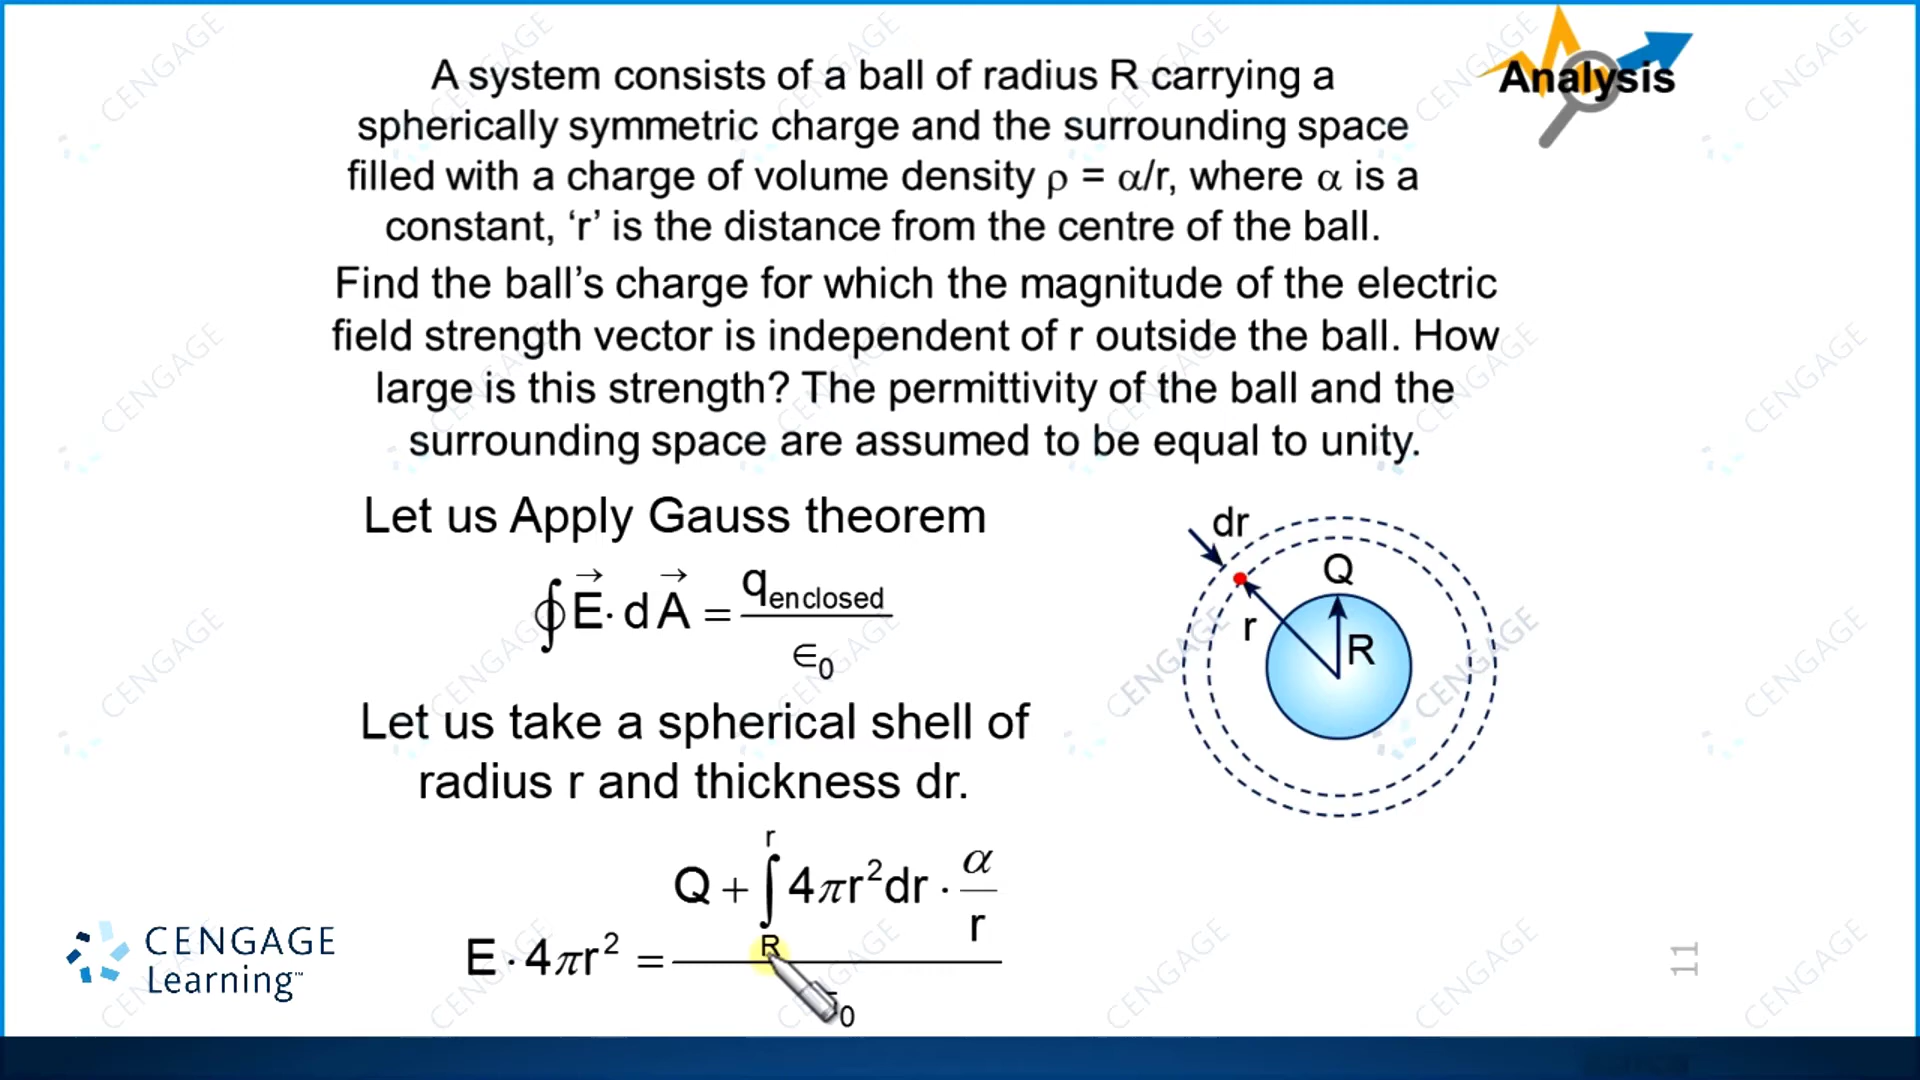 Analysis
A system consists of a ball of radius R carrying a
spherically symmetric charge and the surrounding space
filled with a charge of volume density ρ = α/r, where α is a
constant, ‘r’ is the distance from the centre of the ball.
Find the ball’s charge for which the magnitude of the electric
field strength vector is independent of r outside the ball. How
large is this strength? The permittivity of the ball and the
surrounding space are assumed to be equal to unity.
Let us Apply Gauss theorem
∮E⃗·dA⃗ = q_enclosed / ∈₀
Let us take a spherical shell of
radius r and thickness dr.
E·4πr² = Q + ∫_R^r 4πr²dr·α/r / ₀
dr
Q
r
R
CENGAGE
Learning™
11